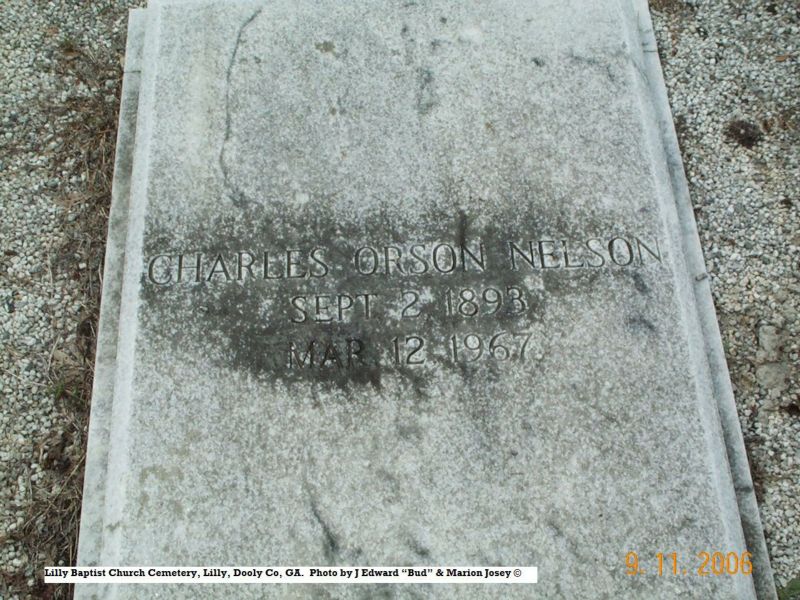 CHARLES ORSON NELSON
SEPT 2, 1893
MAR. 12, 1967.
Lilly Baptist Church Cemetery, Lilly, Dooly Co, GA. Photo by J Edward “Bud” & Marion Josey ©
9. 11. 2006